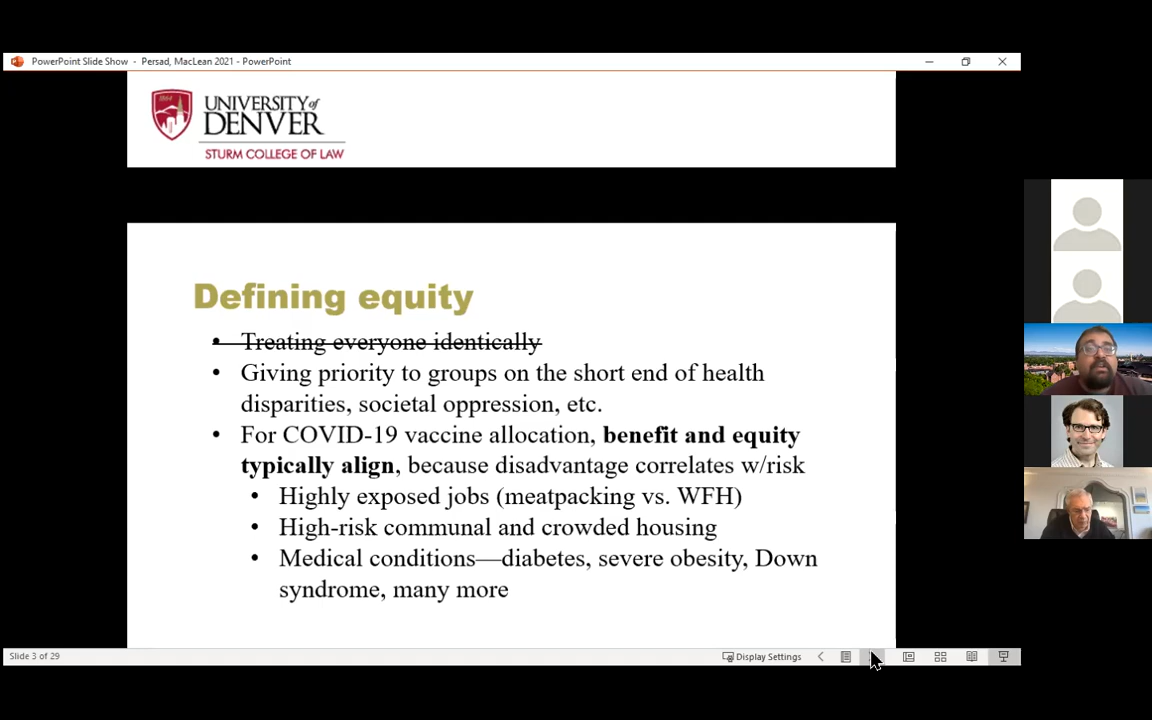 PowerPoint Slide Show - Persad, MacLean 2021 - PowerPoint
1864
UNIVERSITY of
DENVER
STURM COLLEGE OF LAW
Defining equity
• Treating everyone identically
• Giving priority to groups on the short end of health
disparities, societal oppression, etc.
• For COVID-19 vaccine allocation, benefit and equity
typically align, because disadvantage correlates w/risk
• Highly exposed jobs (meatpacking vs. WFH)
• High-risk communal and crowded housing
• Medical conditions—diabetes, severe obesity, Down
syndrome, many more
Slide 3 of 29
Display Settings